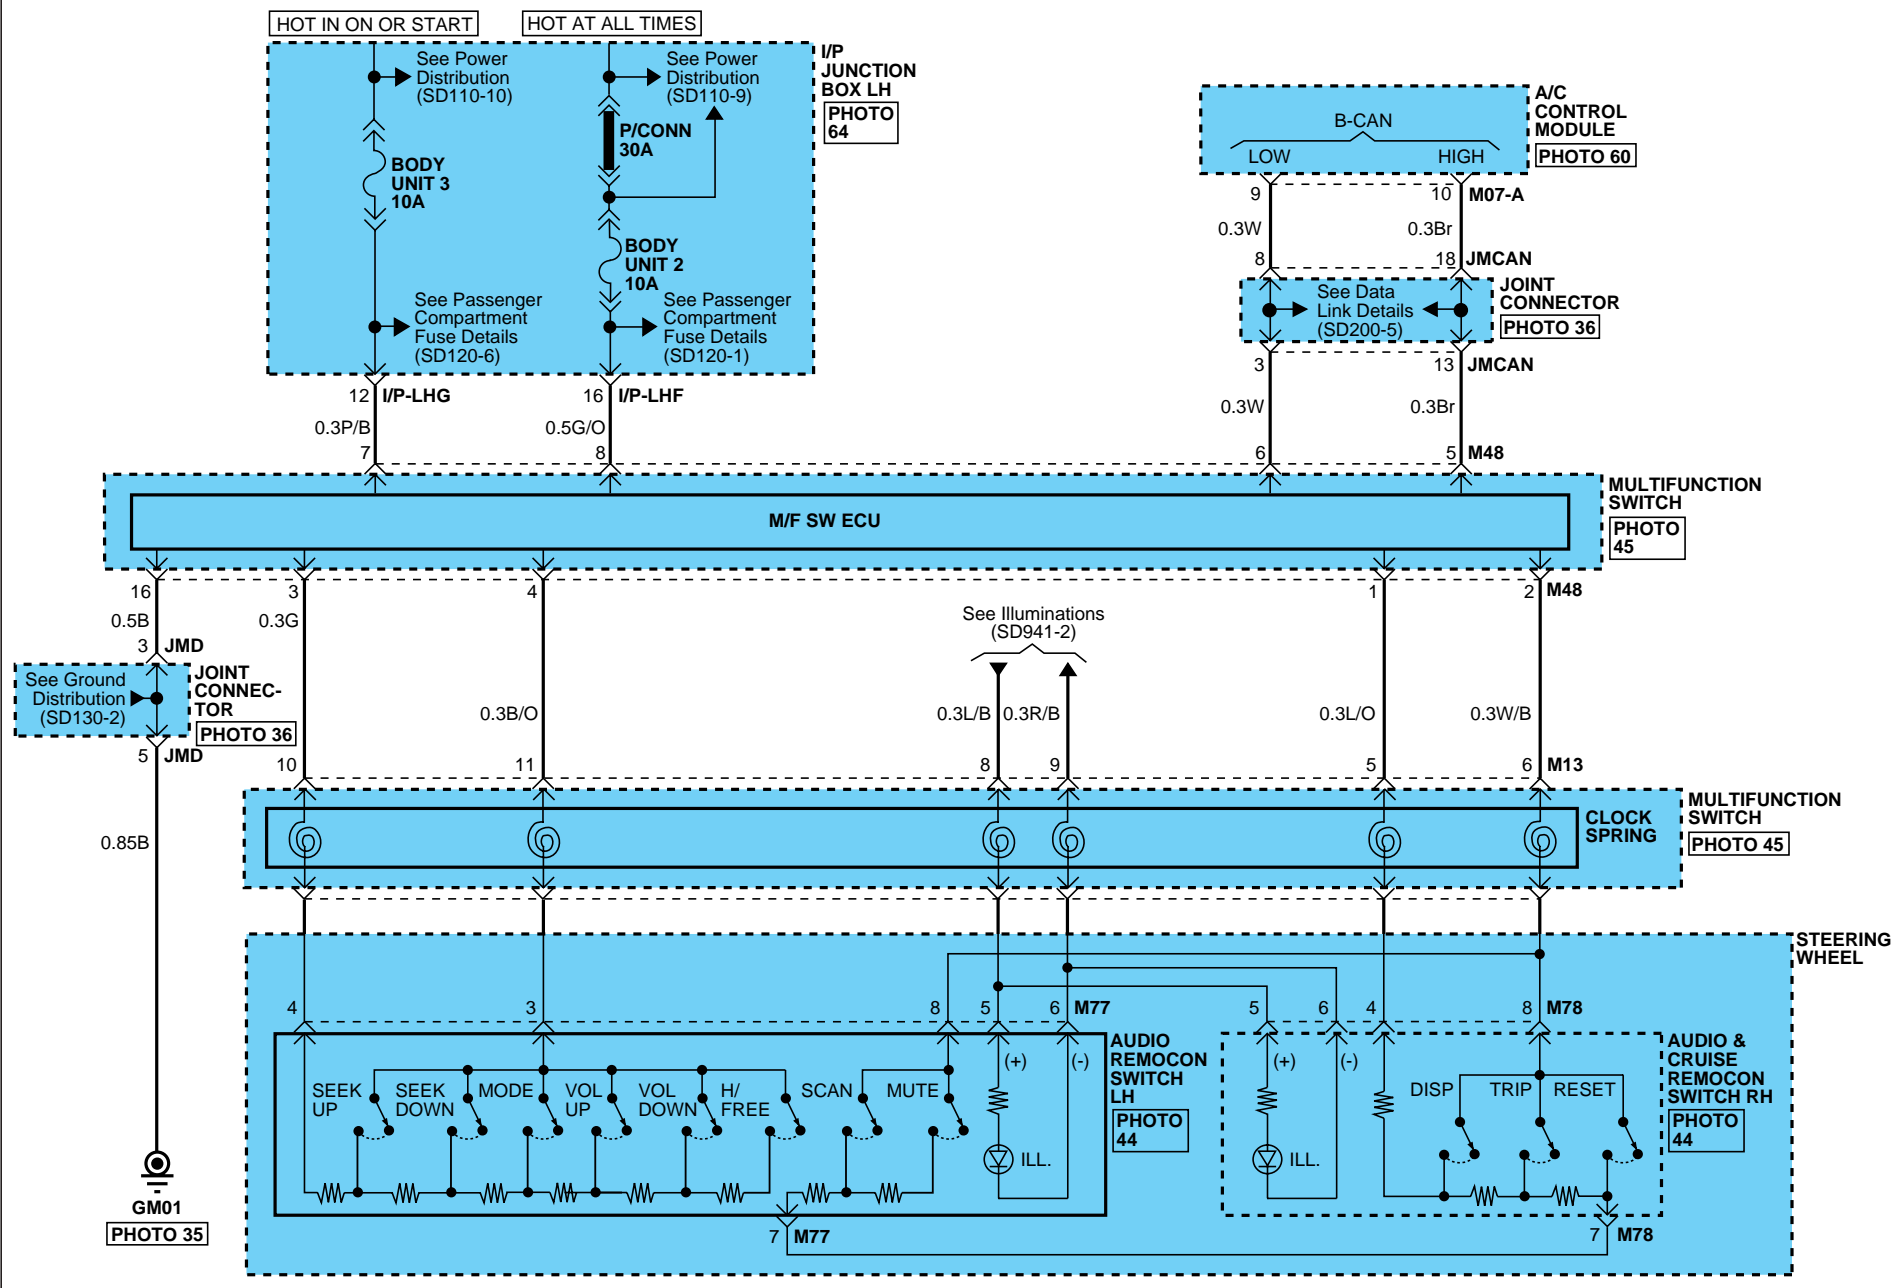 HOT IN ON OR START
HOT AT ALL TIMES
See Power
Distribution
(SD110-10)
See Power
Distribution
(SD110-9)
I/P
JUNCTION
BOX LH
PHOTO
64
P/CONN
30A
BODY
UNIT 3
10A
BODY
UNIT 2
10A
See Passenger
Compartment
Fuse Details
(SD120-6)
See Passenger
Compartment
Fuse Details
(SD120-1)
12 I/P-LHG
16 I/P-LHF
0.3P/B
0.5G/O
7
8
A/C
CONTROL
MODULE
PHOTO 60
B-CAN
LOW
HIGH
9
10 M07-A
0.3W
0.3Br
8
18 JMCAN
See Data
Link Details
(SD200-5)
JOINT
CONNECTOR
PHOTO 36
3
13 JMCAN
0.3W
0.3Br
6
5 M48
M/F SW ECU
MULTIFUNCTION
SWITCH
PHOTO
45
16
3
4
1
2 M48
0.5B
0.3G
3 JMD
See Ground
Distribution
(SD130-2)
JOINT
CONNEC-
TOR
PHOTO 36
5 JMD
See Illuminations
(SD941-2)
0.3B/O
0.3L/B
0.3R/B
0.3L/O
0.3W/B
10
11
8
9
5
6 M13
0.85B
CLOCK
SPRING
MULTIFUNCTION
SWITCH
PHOTO 45
STEERING
WHEEL
4
3
8
5
6 M77
5
6
4
8 M78
SEEK
UP
SEEK
DOWN
MODE
VOL
UP
VOL
DOWN
H/
FREE
SCAN
MUTE
(+)
(-)
ILL.
AUDIO
REMOCON
SWITCH
LH
PHOTO
44
(+)
(-)
ILL.
DISP
TRIP
RESET
AUDIO &
CRUISE
REMOCON
SWITCH RH
PHOTO
44
7 M77
7 M78
GM01
PHOTO 35